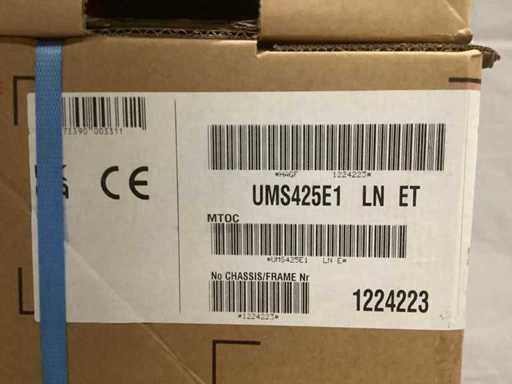 CE
*HAGF 1224223*
UMS425E1 LN ET
MTOC
*UMS425E1 LN E*
No CHASSIS/FRAME Nr
1224223
*1224223*